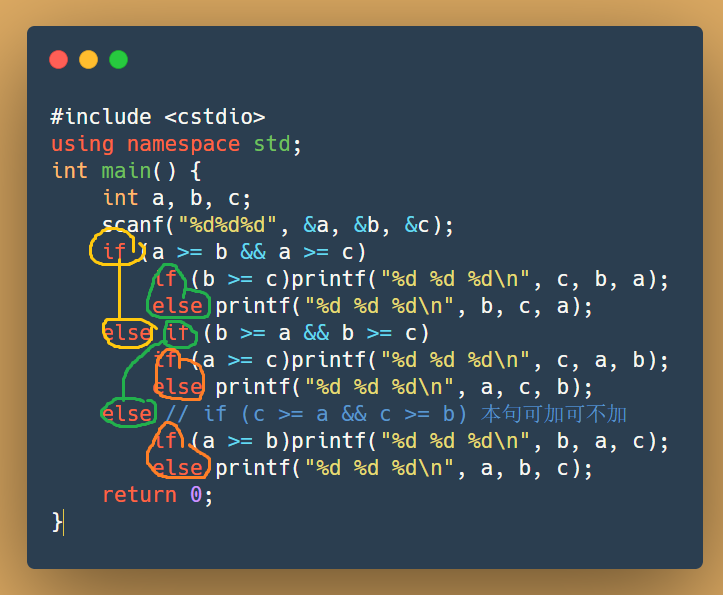 #include <cstdio>
using namespace std;
int main() {
    int a, b, c;
    scanf("%d%d%d", &a, &b, &c);
    if (a >= b && a >= c)
        if (b >= c)printf("%d %d %d\n", c, b, a);
        else printf("%d %d %d\n", b, c, a);
    else if (b >= a && b >= c)
        if (a >= c)printf("%d %d %d\n", c, a, b);
        else printf("%d %d %d\n", a, c, b);
    else // if (c >= a && c >= b) 本句可加可不加
        if (a >= b)printf("%d %d %d\n", b, a, c);
        else printf("%d %d %d\n", a, b, c);
    return 0;
}